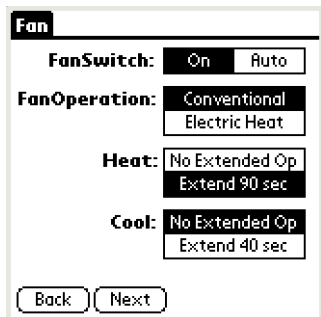 Fan
FanSwitch: On Auto
FanOperation: Conventional
Electric Heat
Heat: No Extended Op
Extend 90 sec
Cool: No Extended Op
Extend 40 sec
Back Next